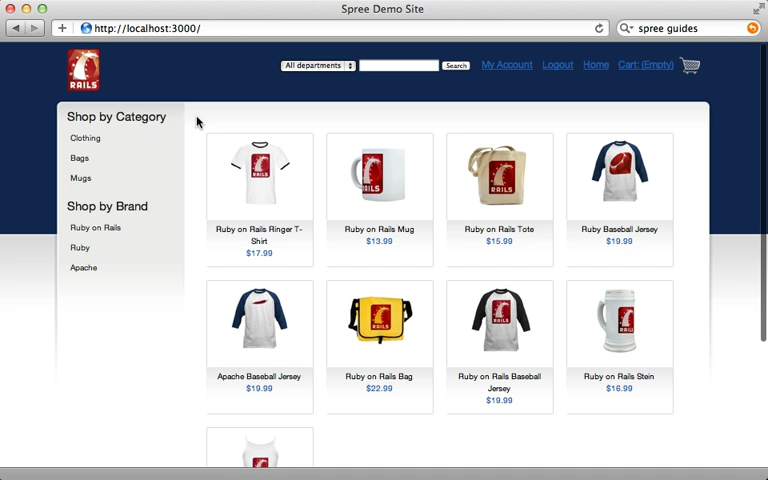 Spree Demo Site
http://localhost:3000/
spree guides
RAILS
All departments
Search
My Account
Logout
Home
Cart: (Empty)
Shop by Category
Clothing
Bags
Mugs
Shop by Brand
Ruby on Rails
Ruby
Apache
RAILS
Ruby on Rails Ringer T-
Shirt
$17.99
RAILS
Ruby on Rails Mug
$13.99
RAILS
Ruby on Rails Tote
$15.99
Ruby Baseball Jersey
$19.99
Apache Baseball Jersey
$19.99
RAILS
Ruby on Rails Bag
$22.99
RAILS
Ruby on Rails Baseball
Jersey
$19.99
RAILS
Ruby on Rails Stein
$16.99